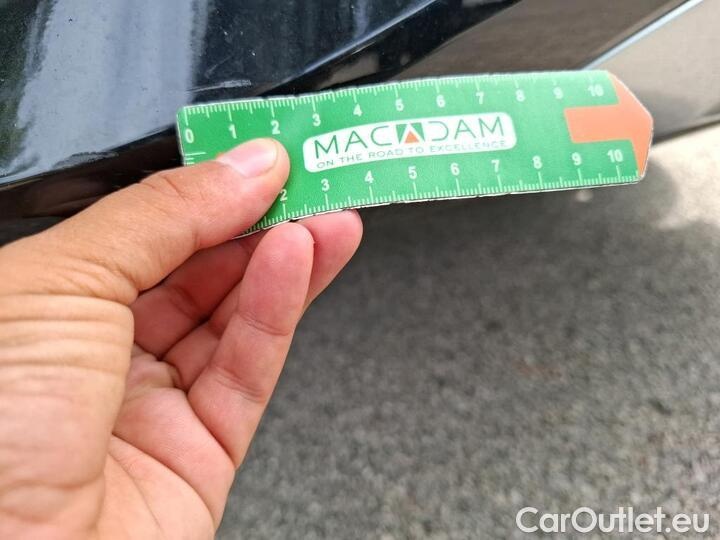 0 1 2 3 4 5 6 7 8 9 10
MACADAM
ON THE ROAD TO EXCELLENCE
2 3 4 5 6 7 8 9 10
CarOutlet.eu